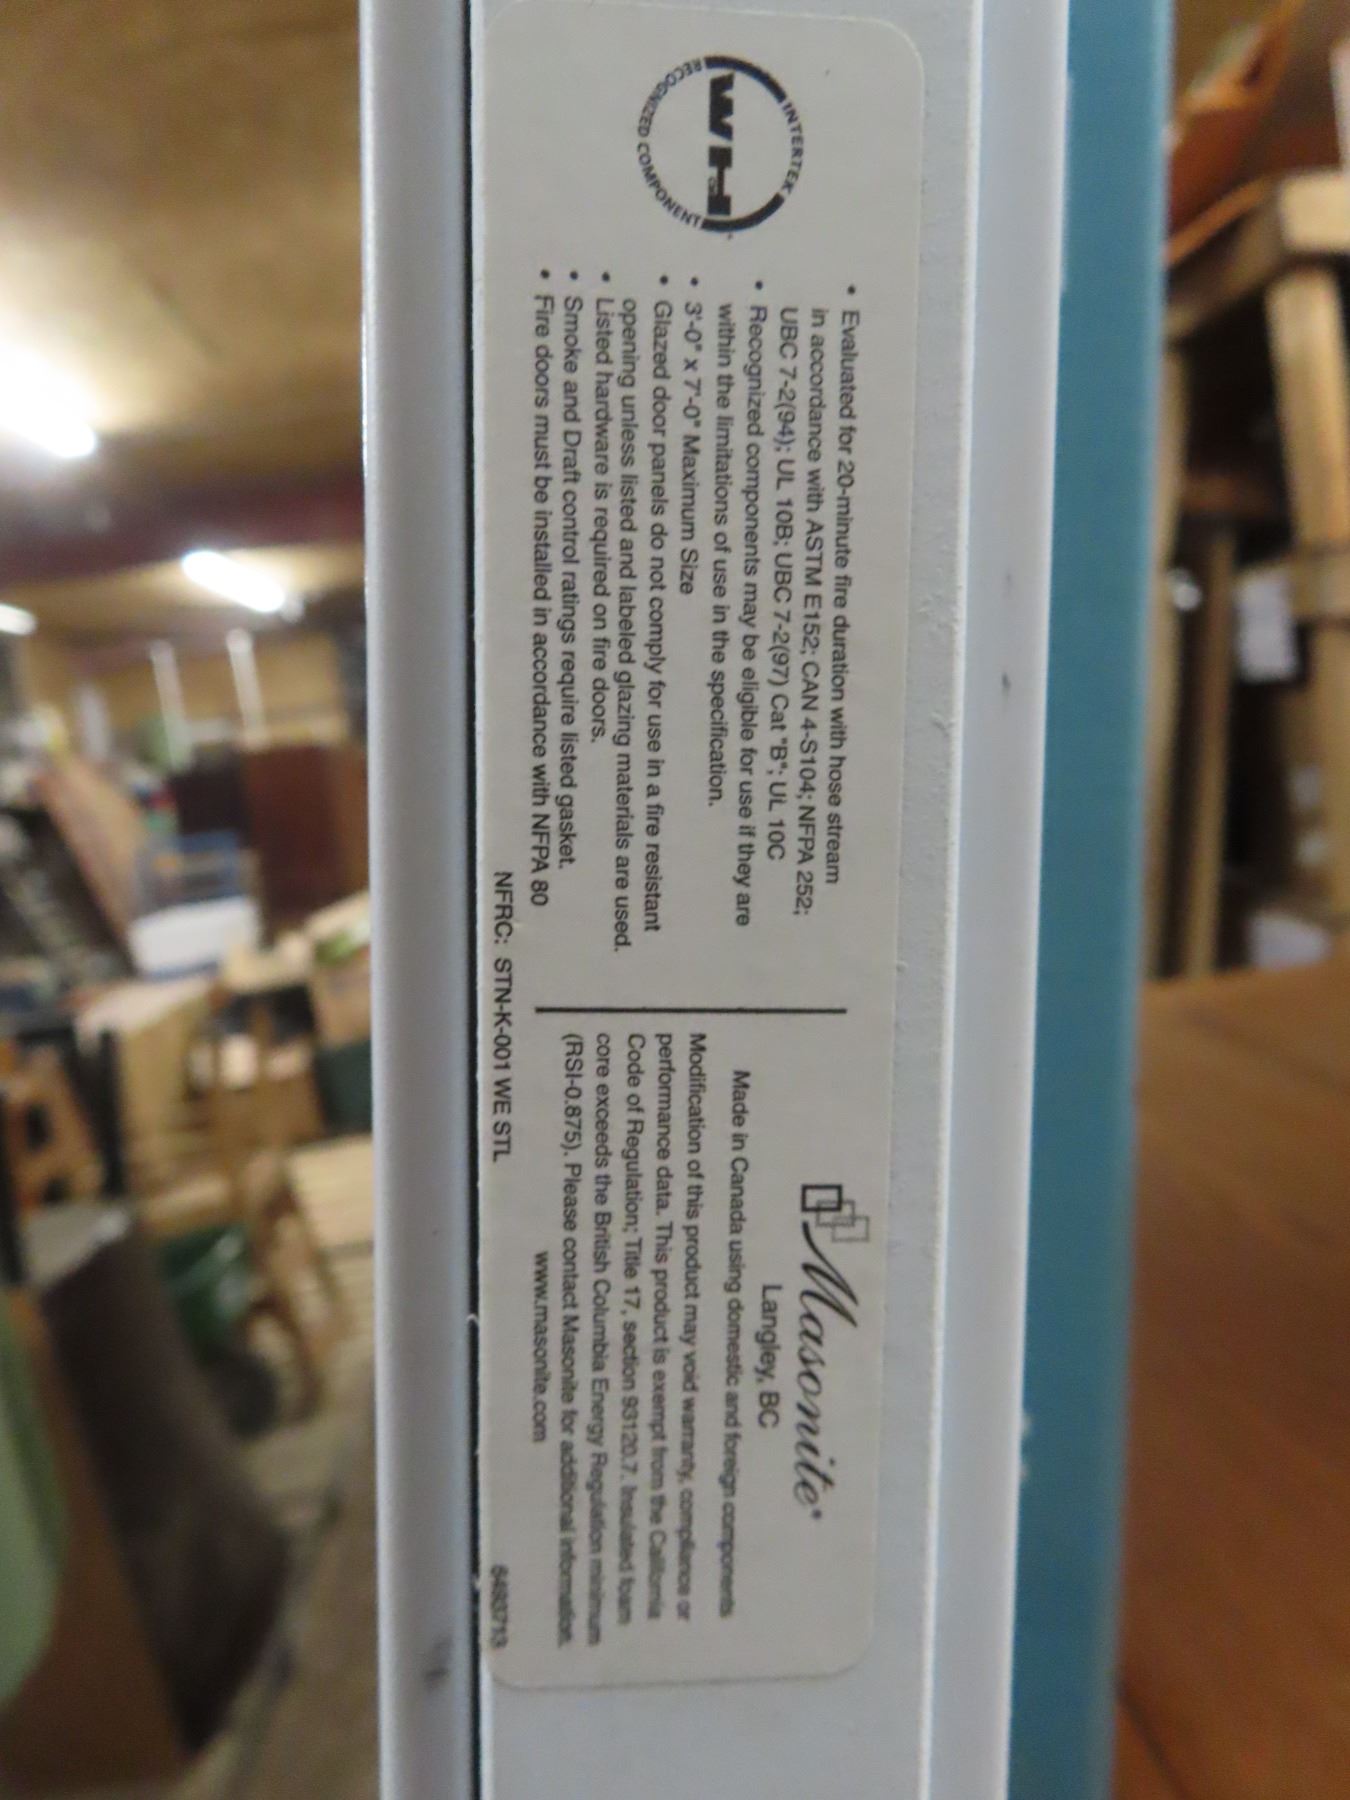 INTERTEK
WH
RECOGNIZED COMPONENT
• Evaluated for 20-minute fire duration with hose stream
in accordance with ASTM E152; CAN 4-S104; NFPA 252;
UBC 7-2(94); UL 10B; UBC 7-2(97) Cat "B"; UL 10C
• Recognized components may be eligible for use if they are
within the limitations of use in the specification.
• 3'-0" x 7'-0" Maximum Size
• Glazed door panels do not comply for use in a fire resistant
opening unless listed and labeled glazing materials are used.
• Listed hardware is required on fire doors.
• Smoke and Draft control ratings require listed gasket.
• Fire doors must be installed in accordance with NFPA 80
NFRC: STN-K-001 WE STL
Masonite®
Langley, BC
Made in Canada using domestic and foreign components
Modification of this product may void warranty, compliance or
performance data. This product is exempt from the California
Code of Regulation; Title 17, section 93120.7. Insulated foam
core exceeds the British Columbia Energy Regulation minimum
(RSI-0.875). Please contact Masonite for additional information.
www.masonite.com
6493713